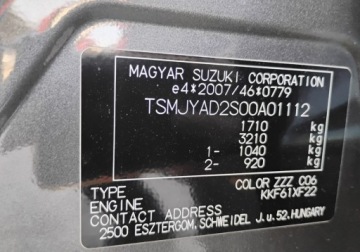 MAGYAR SUZUKI CORPORATION
e4*2007/46*0779
TSMJYAD2S00A01112
1710 kg
3210 kg
1- 1040 kg
2- 920 kg
TYPE COLOR ZZZ C06
ENGINE KKF61XF22
CONTACT ADDRESS
2500 ESZTERGOM, SCHWEIDEL J.u.52.HUNGARY